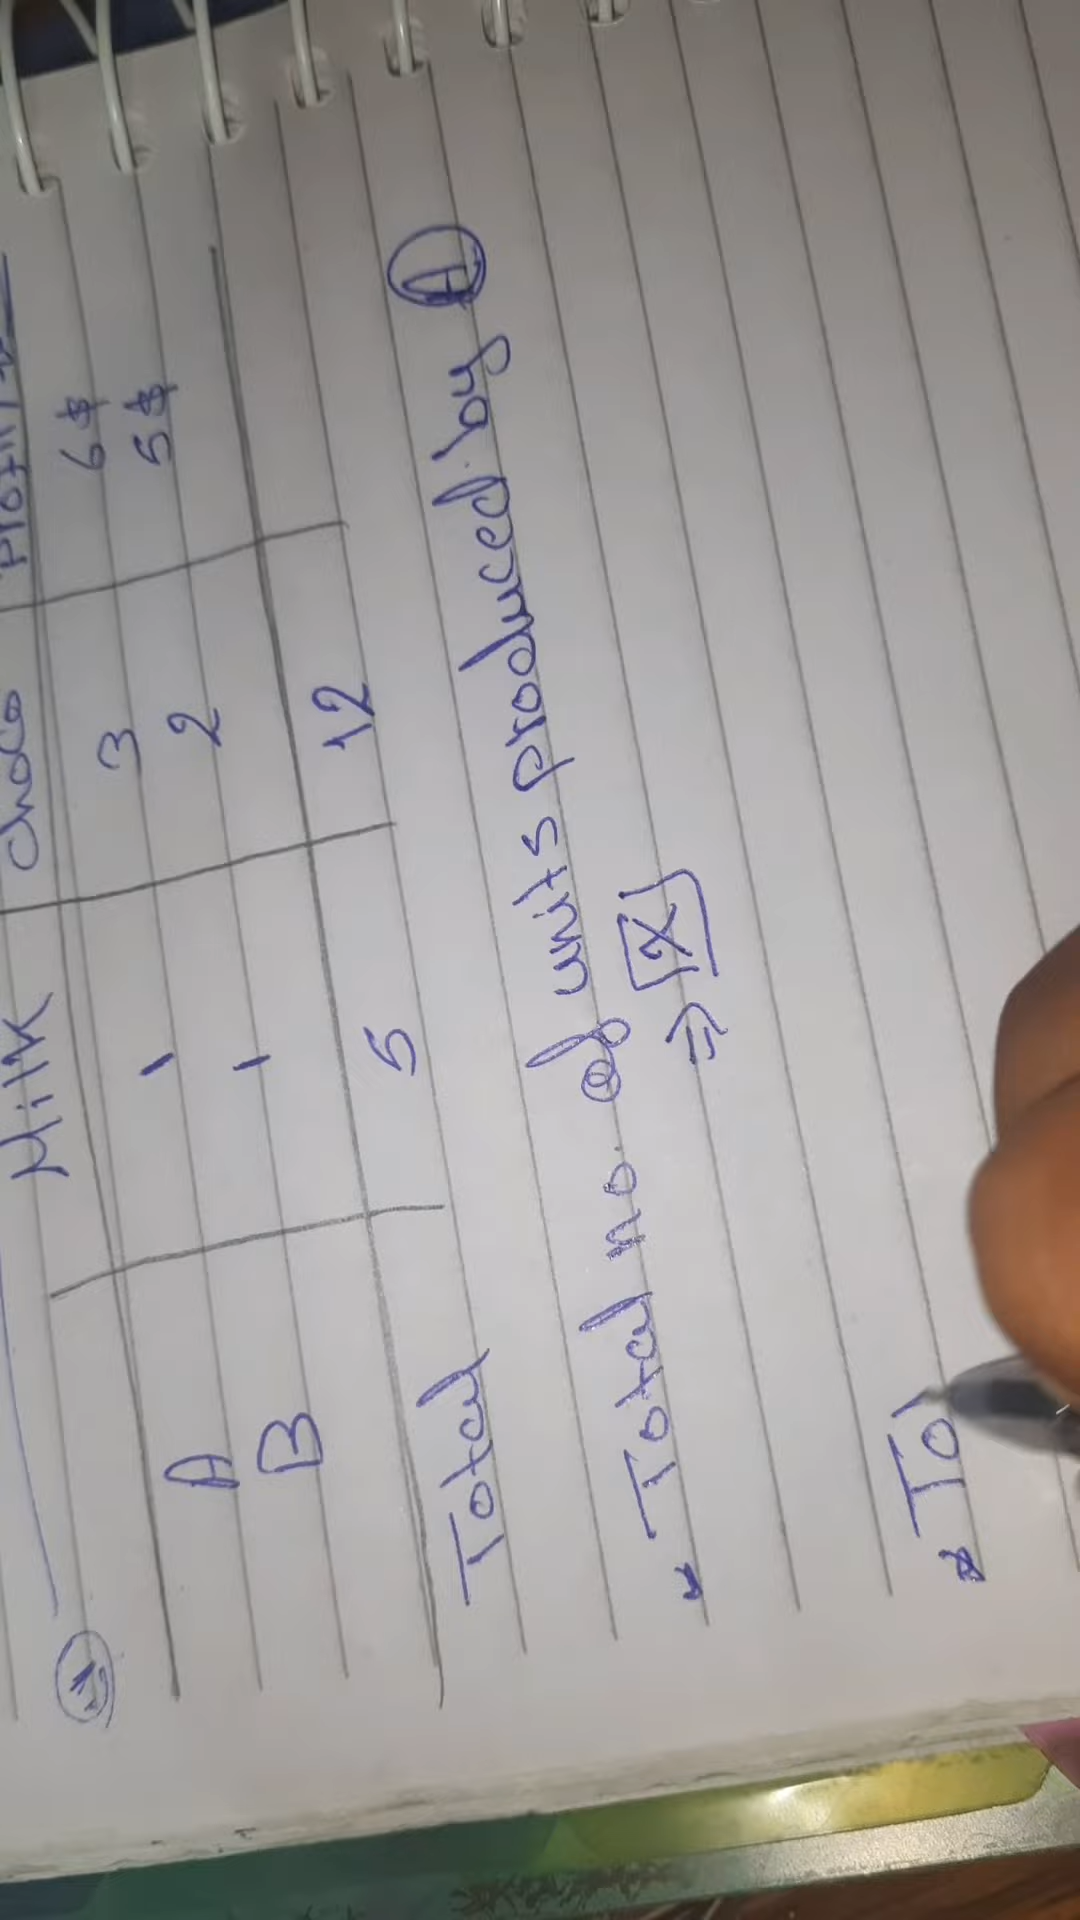 1
Milk Choco Profit/
A 1 3 6$
B 1 2 5$
Total 5 12
Total no. of units produced by A
⇒ x
To